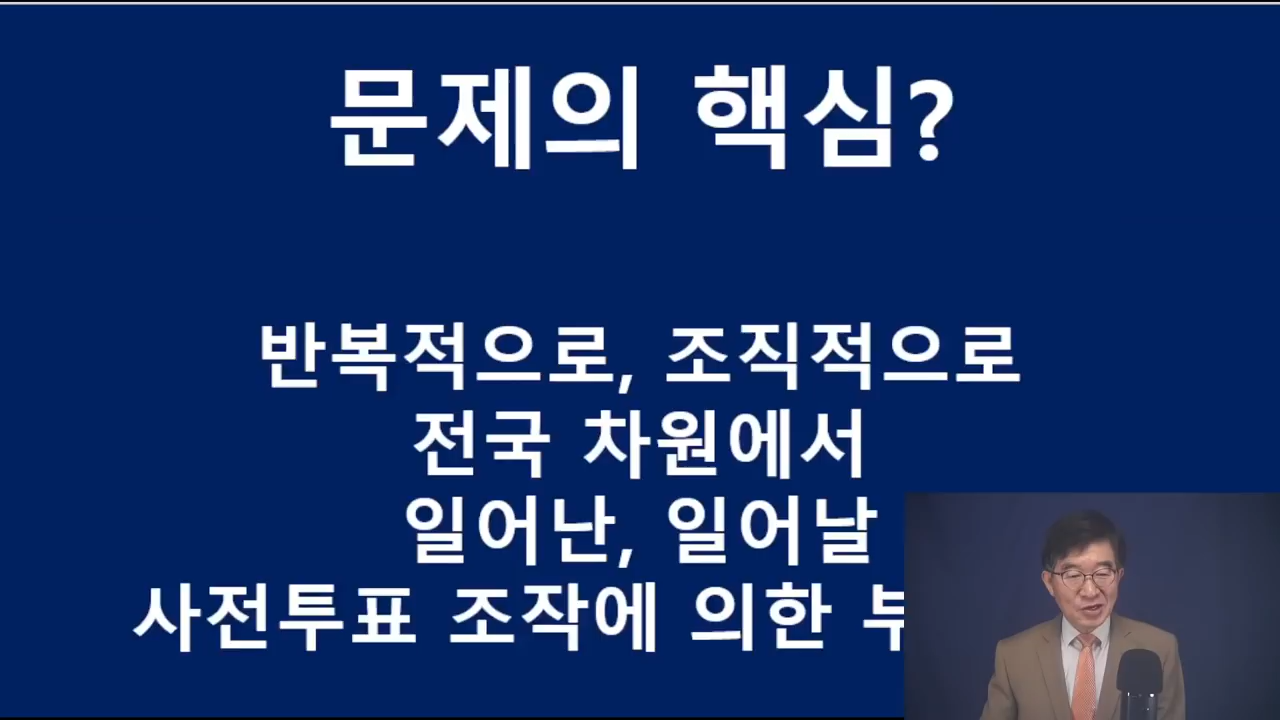 문제의 핵심?
반복적으로, 조직적으로
전국 차원에서
일어난, 일어날
사전투표 조작에 의한